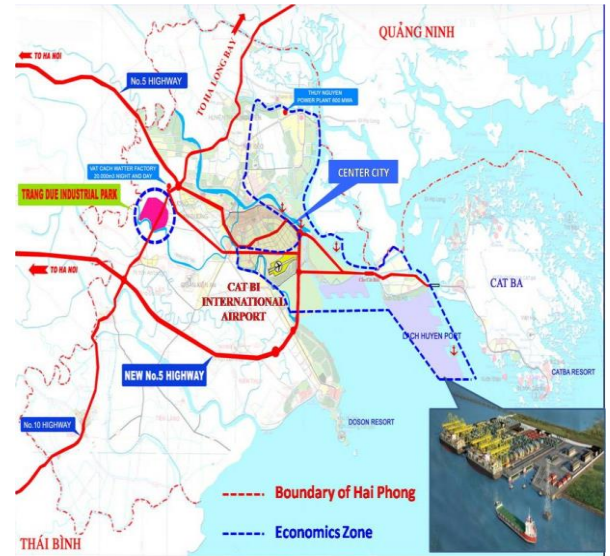 QUẢNG NINH
TO HA NOI
TO HA LONG BAY
No.5 HIGHWAY
THUY NGUYEN
POWER PLANT 600 MWA
VAT CACH WATTER FACTORY
20.000m3 NIGHT AND DAY
CENTER CITY
TRANG DUE INDUSTRIAL PARK
TO HA NOI
CAT BI
INTERNATIONAL
AIRPORT
CAT BA
LACH HUYEN POST
NEW No.5 HIGHWAY
CATBA RESORT
No.10 HIGHWAY
DOSON RESORT
Boundary of Hai Phong
Economics Zone
THÁI BÌNH